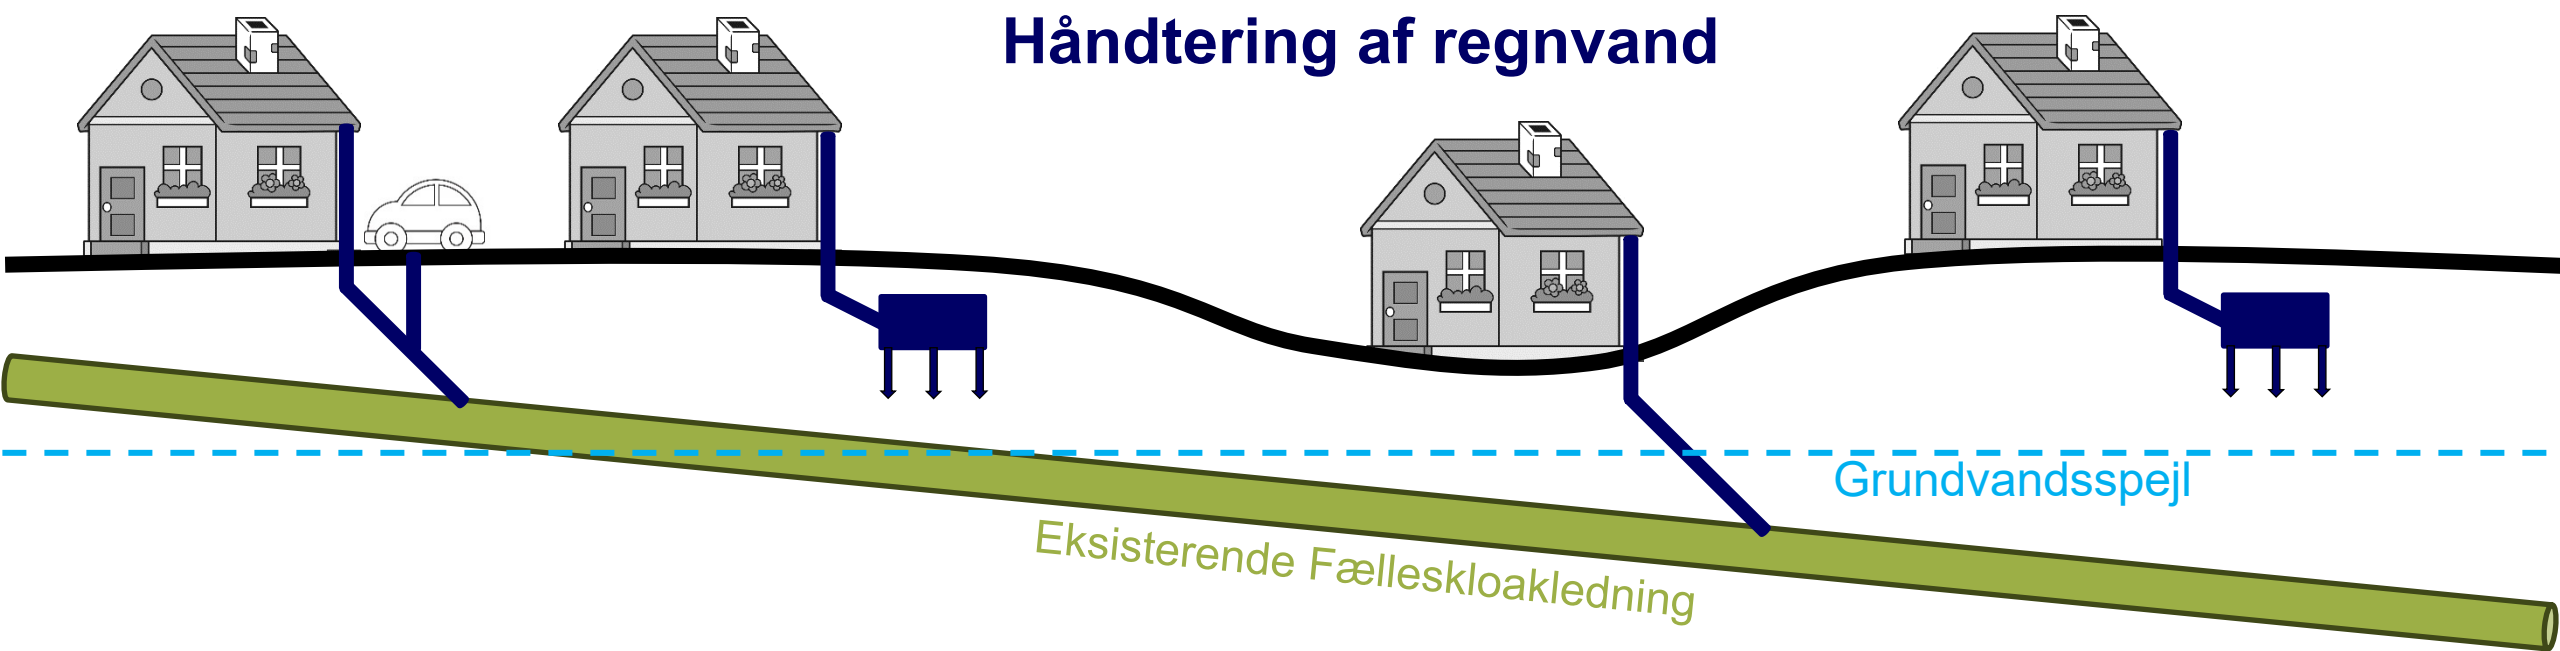 Håndtering af regnvand
Grundvandsspejl
Eksisterende Fælleskloakledning